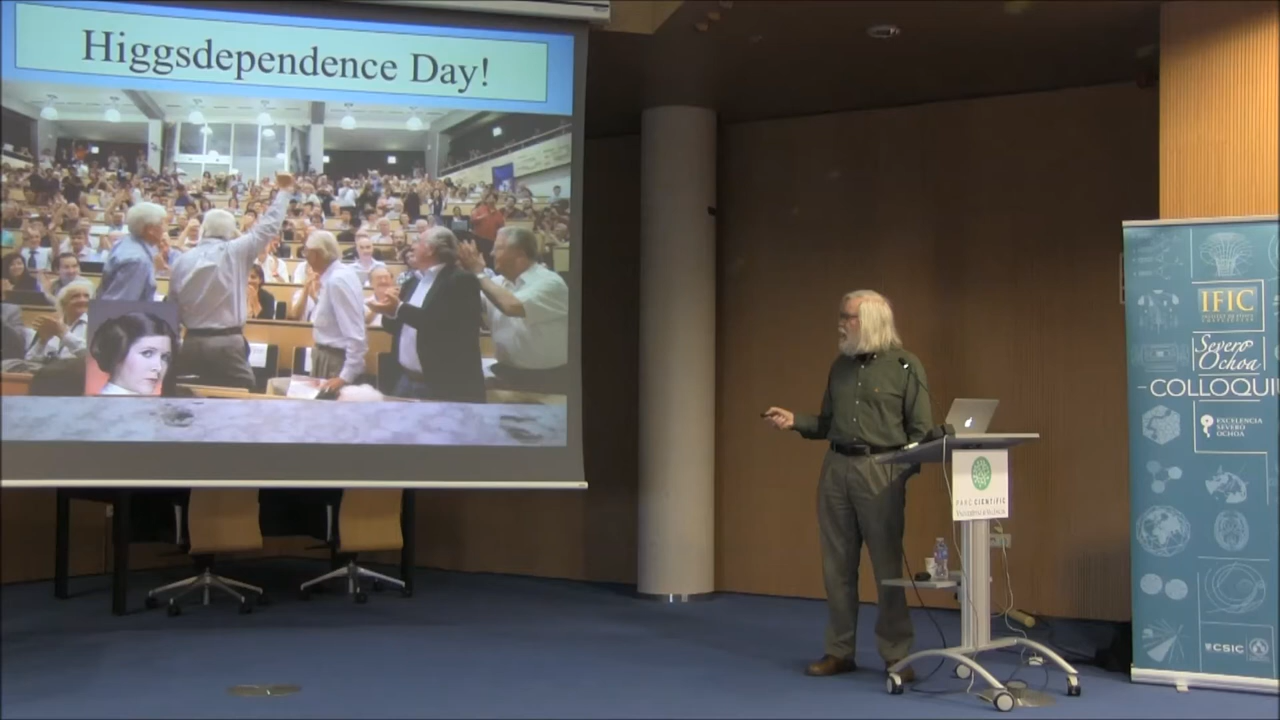 Higgsdependence Day!
IFIC
Severo
Ochoa
COLLOQUI
EXCELENCIA
SEVERO
OCHOA
PARC CIENTÍFIC
CSIC